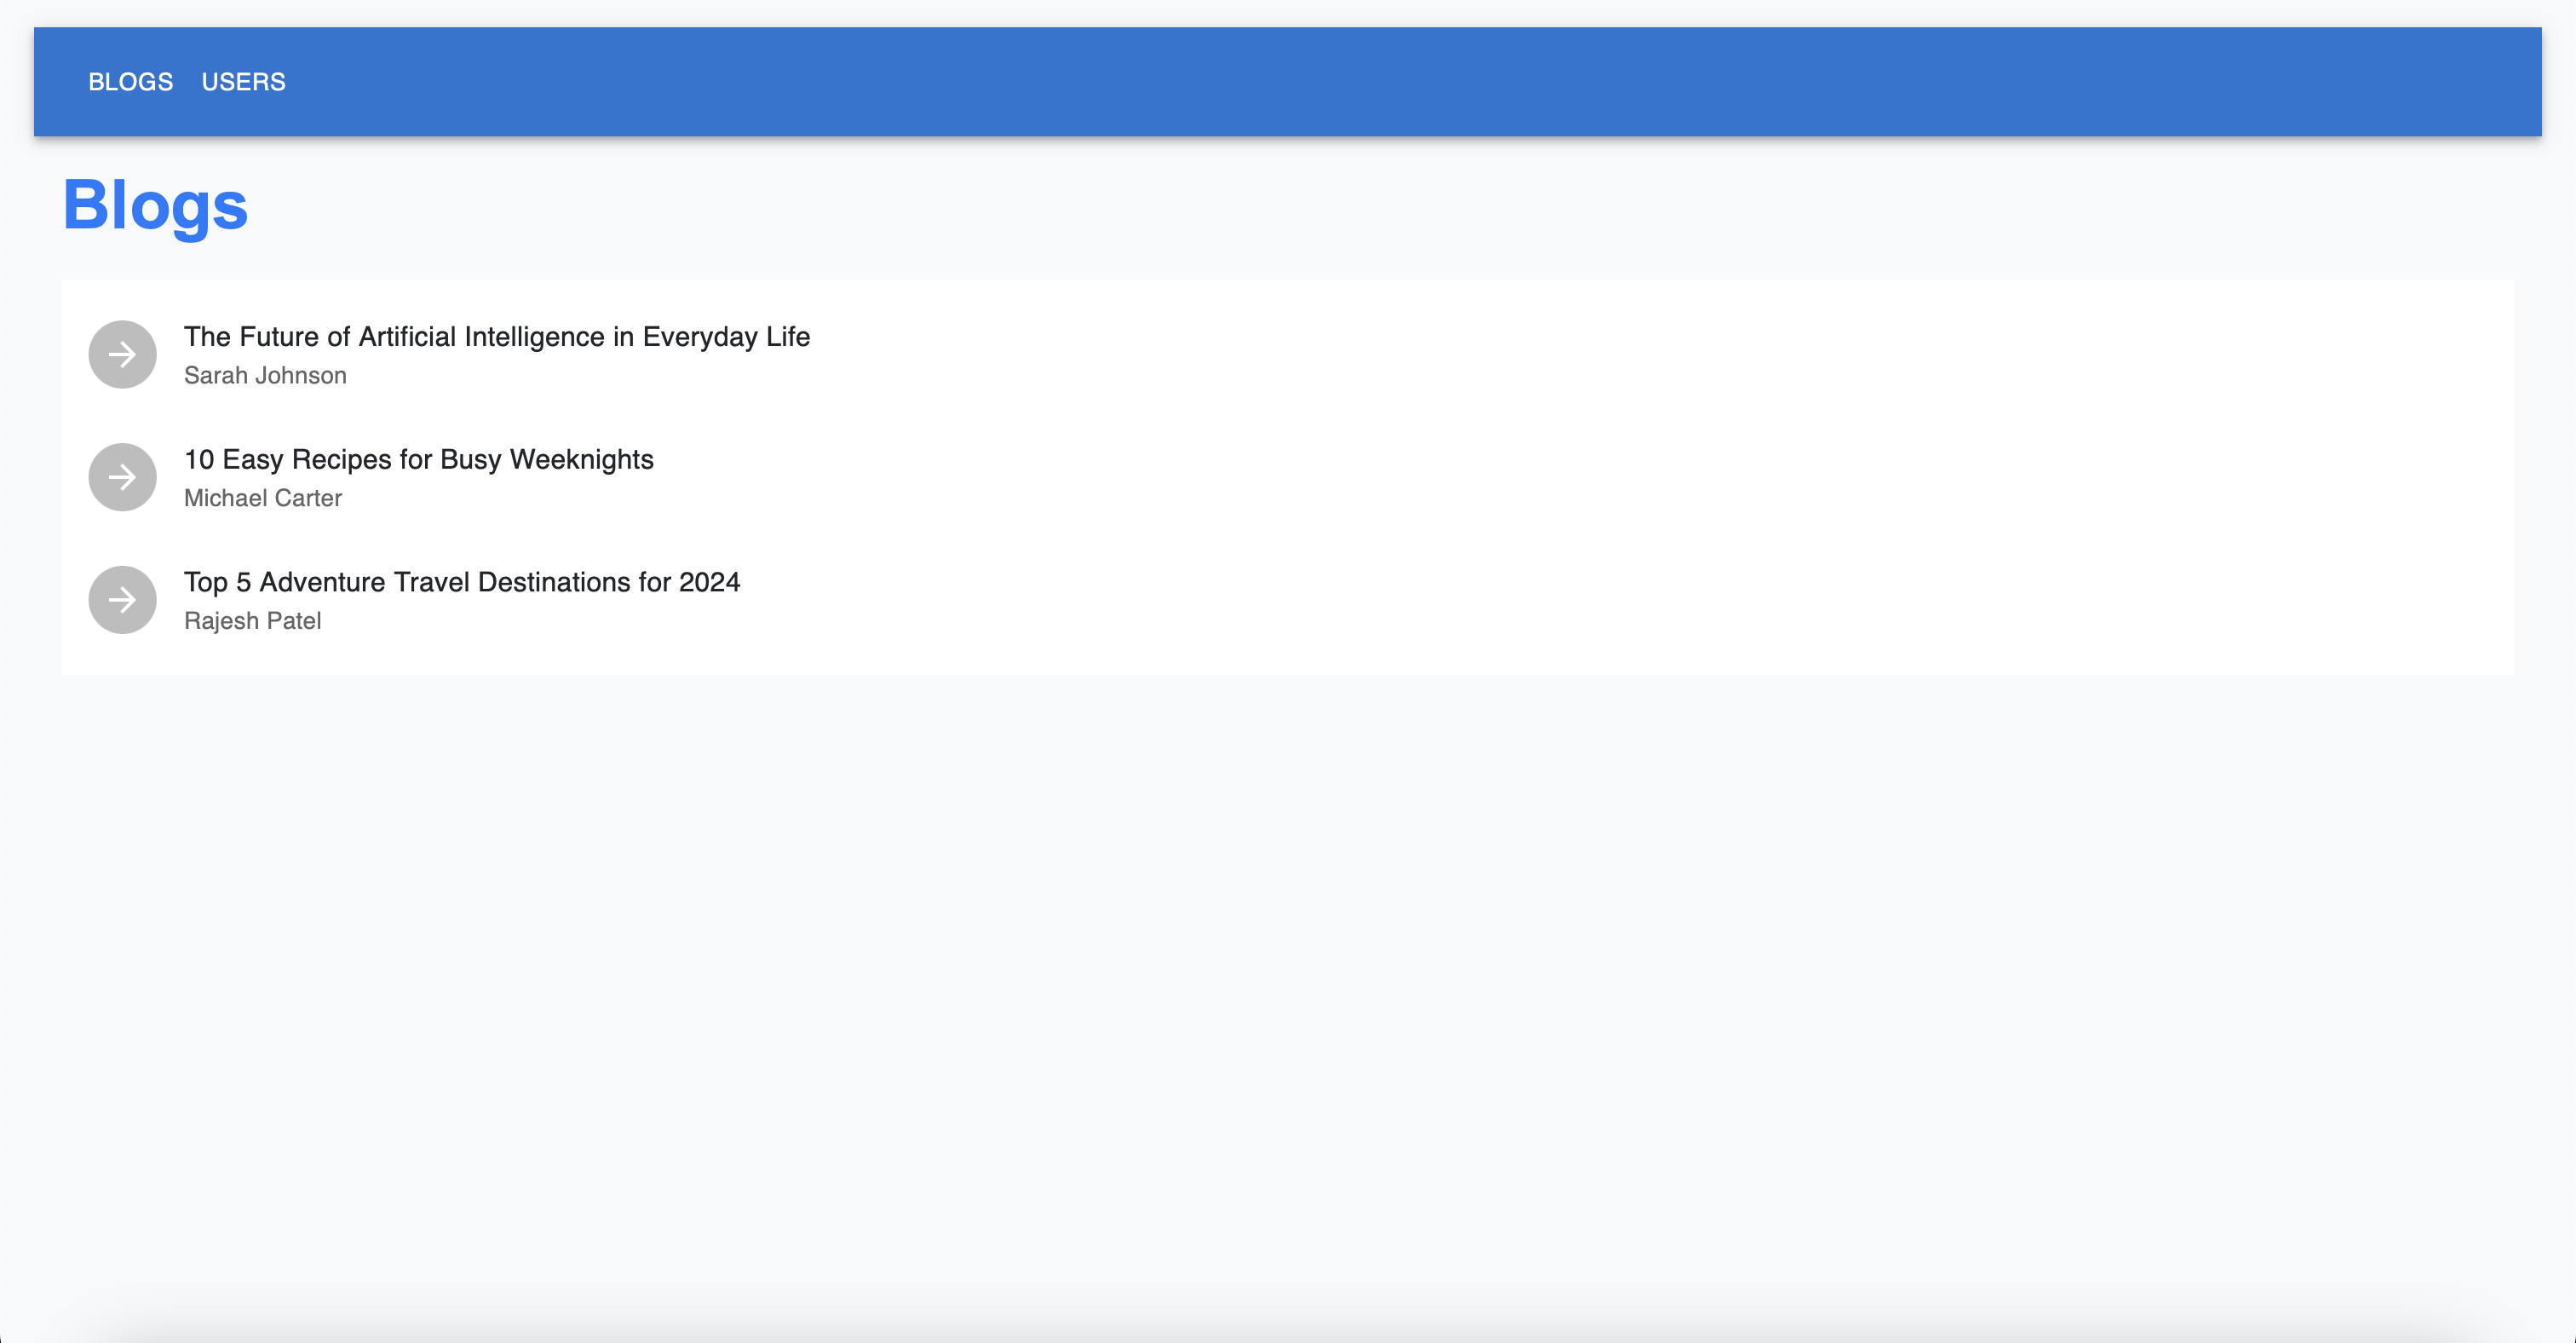 BLOGS USERS
Blogs
The Future of Artificial Intelligence in Everyday Life
Sarah Johnson
10 Easy Recipes for Busy Weeknights
Michael Carter
Top 5 Adventure Travel Destinations for 2024
Rajesh Patel